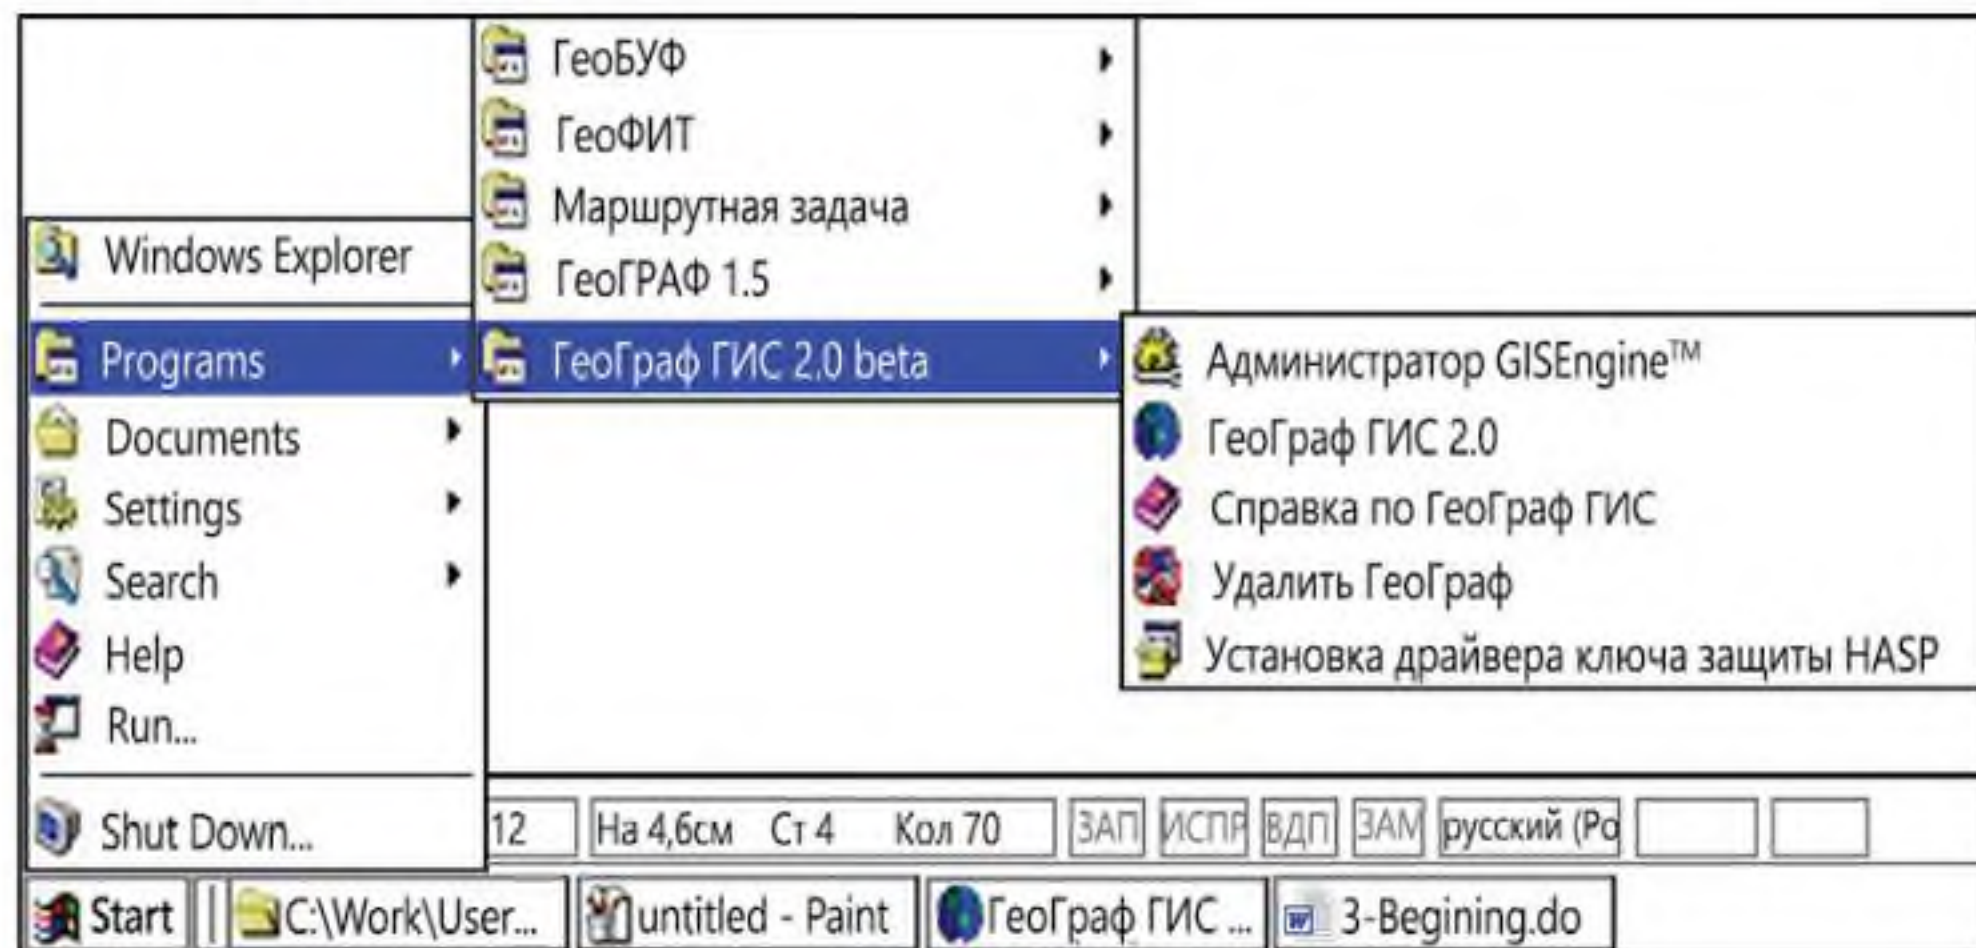 ГеоБУФ
ГеоФИТ
Маршрутная задача
ГеоГРАФ 1.5
ГеоГраф ГИС 2.0 beta
Windows Explorer
Programs
Documents
Settings
Search
Help
Run...
Shut Down...
Администратор GISEngine™
ГеоГраф ГИС 2.0
Справка по ГеоГраф ГИС
Удалить ГеоГраф
Установка драйвера ключа защиты HASP
12 На 4,6см Ст 4 Кол 70 ЗАП ИСПР ВДП ЗАМ русский (Ро
Start C:\Work\User... untitled - Paint ГеоГраф ГИС ... 3-Begining.do